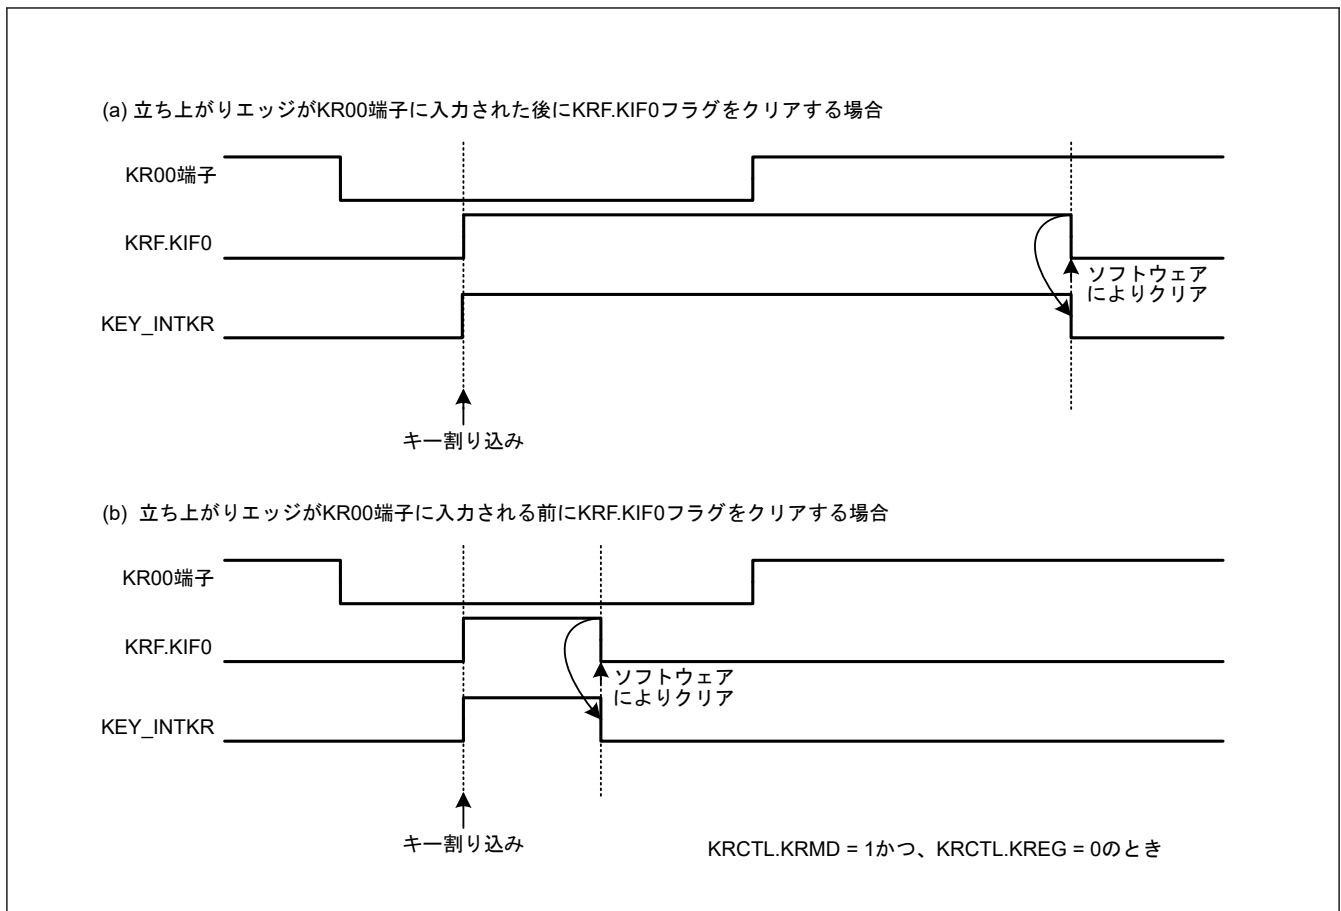 (a) 立ち上がりエッジがKR00端子に入力された後にKRF.KIF0フラグをクリアする場合
KR00端子
KRF.KIF0
ソフトウェア
によりクリア
KEY_INTKR
キー割り込み
(b) 立ち上がりエッジがKR00端子に入力される前にKRF.KIF0フラグをクリアする場合
KR00端子
KRF.KIF0
ソフトウェア
によりクリア
KEY_INTKR
キー割り込み
KRCTL.KRMD = 1かつ、KRCTL.KREG = 0のとき